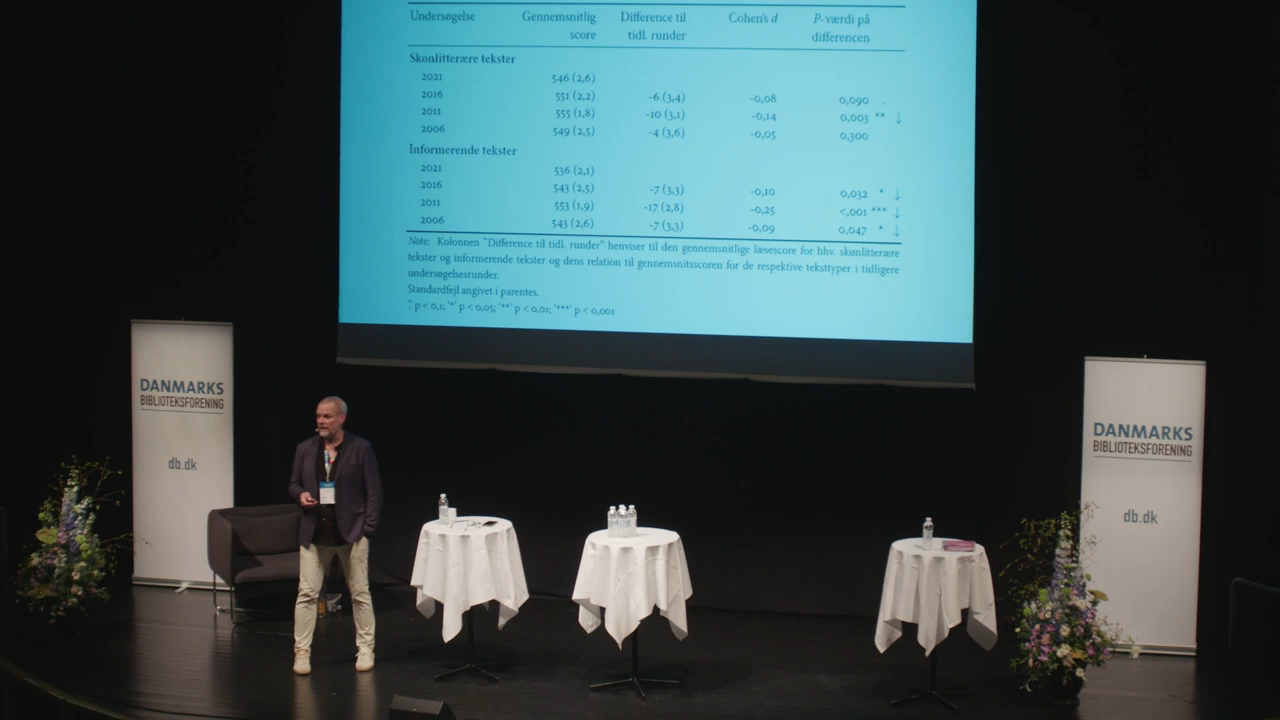 Undersøgelse Gennemsnitlig score Difference til tidl. runder Cohen's d P-værdi på differencen
Skønlitterære tekster
2021 546 (2,6)
2016 551 (2,2) -6 (3,4) -0,08 0,090 .
2011 555 (1,8) -10 (3,1) -0,14 0,003 ** ↓
2006 549 (2,5) -4 (3,6) -0,05 0,300
Informerende tekster
2021 536 (2,1)
2016 543 (2,5) -7 (3,3) -0,10 0,032 * ↓
2011 553 (1,9) -17 (2,8) -0,25 <,001 *** ↓
2006 543 (2,6) -7 (3,3) -0,09 0,047 * ↓
Note: Kolonnen "Difference til tidl. runder" henviser til den gennemsnitlige læsescore for hhv. skønlitterære
tekster og informerende tekster og dens relation til gennemsnitsscoren for de respektive teksttyper i tidligere
undersøgelsesrunder.
Standardfejl angivet i parentes.
'.' p < 0,1; '*' p < 0,05; '**' p < 0,01; '***' p < 0,001
DANMARKS
BIBLIOTEKSFORENING
db.dk
DANMARKS
BIBLIOTEKSFORENING
db.dk